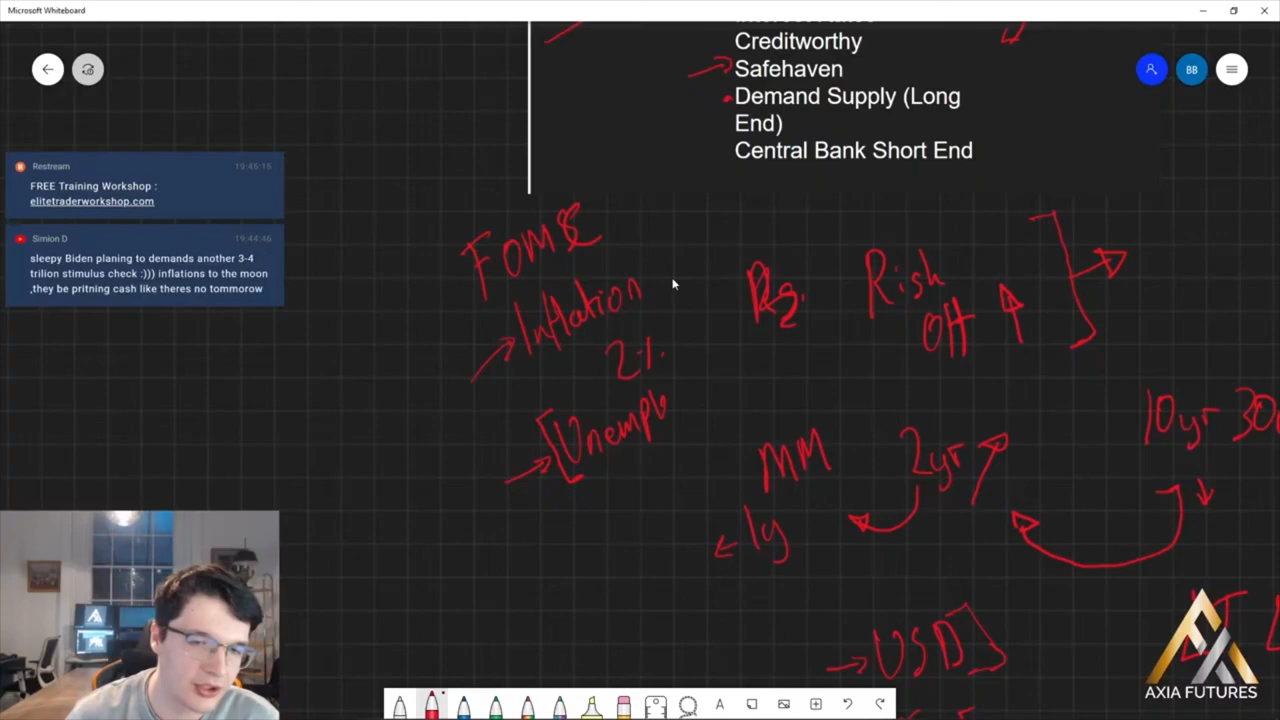 Microsoft Whiteboard
Creditworthy
Safehaven
Demand Supply (Long
End)
Central Bank Short End
BB
Restream 19:45:15
FREE Training Workshop :
elitetraderworkshop.com
Simion D 19:44:46
sleepy Biden planing to demands another 3-4
trilion stimulus check :))) inflations to the moon
,they be pritning cash like theres no tommorow
FOMC
Inflation
2%
Unempl
Risk
Off
MM
2yr
10yr 30
1y
USD
A
AXIA FUTURES